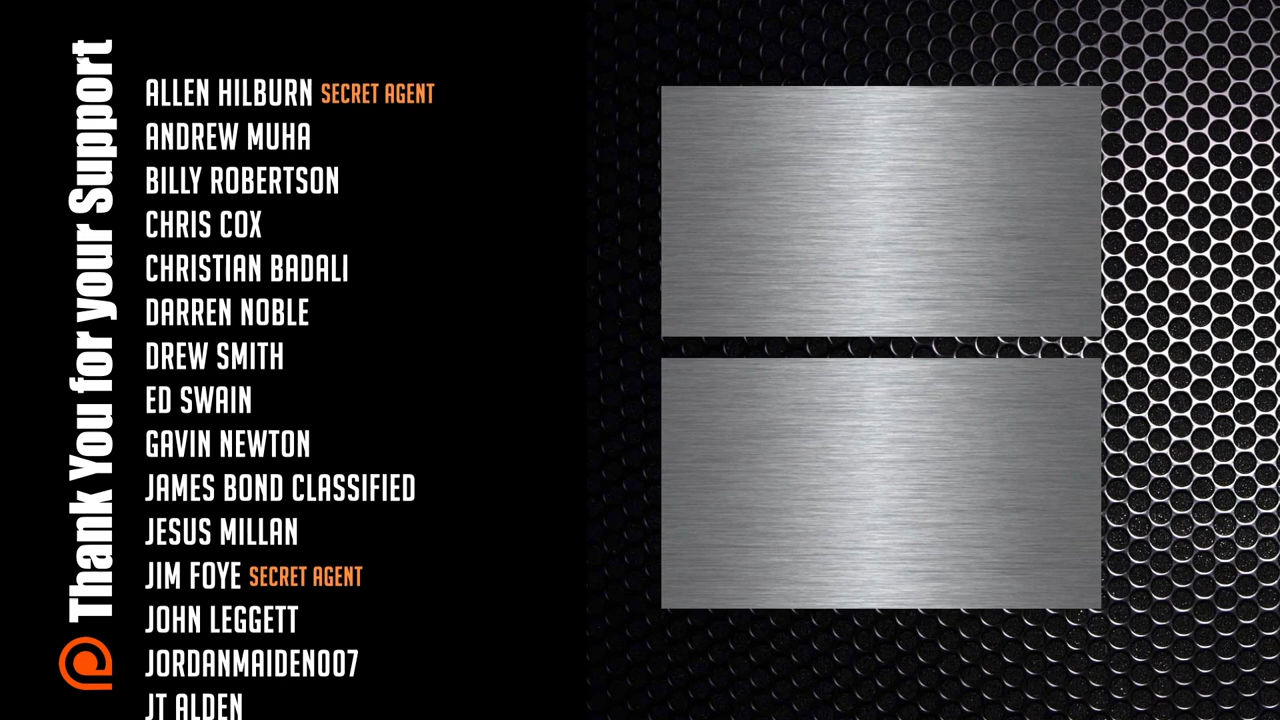 Thank You for your Support
ALLEN HILBURN SECRET AGENT
ANDREW MUHA
BILLY ROBERTSON
CHRIS COX
CHRISTIAN BADALI
DARREN NOBLE
DREW SMITH
ED SWAIN
GAVIN NEWTON
JAMES BOND CLASSIFIED
JESUS MILLAN
JIM FOYE SECRET AGENT
JOHN LEGGETT
JORDANMAIDEN007
JT ALDEN